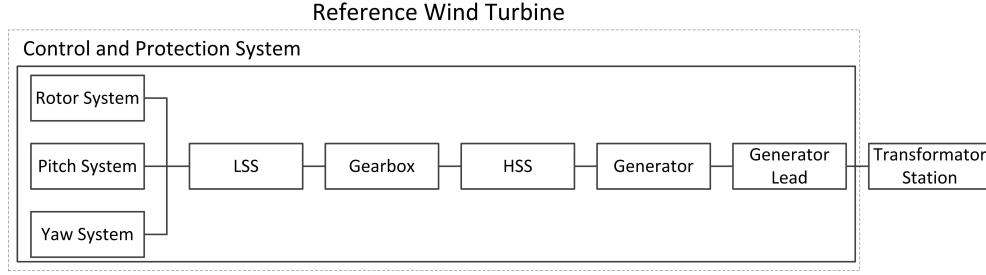 Reference Wind Turbine
Control and Protection System
Rotor System
Pitch System
Yaw System
LSS
Gearbox
HSS
Generator
Generator
Lead
Transformator
Station